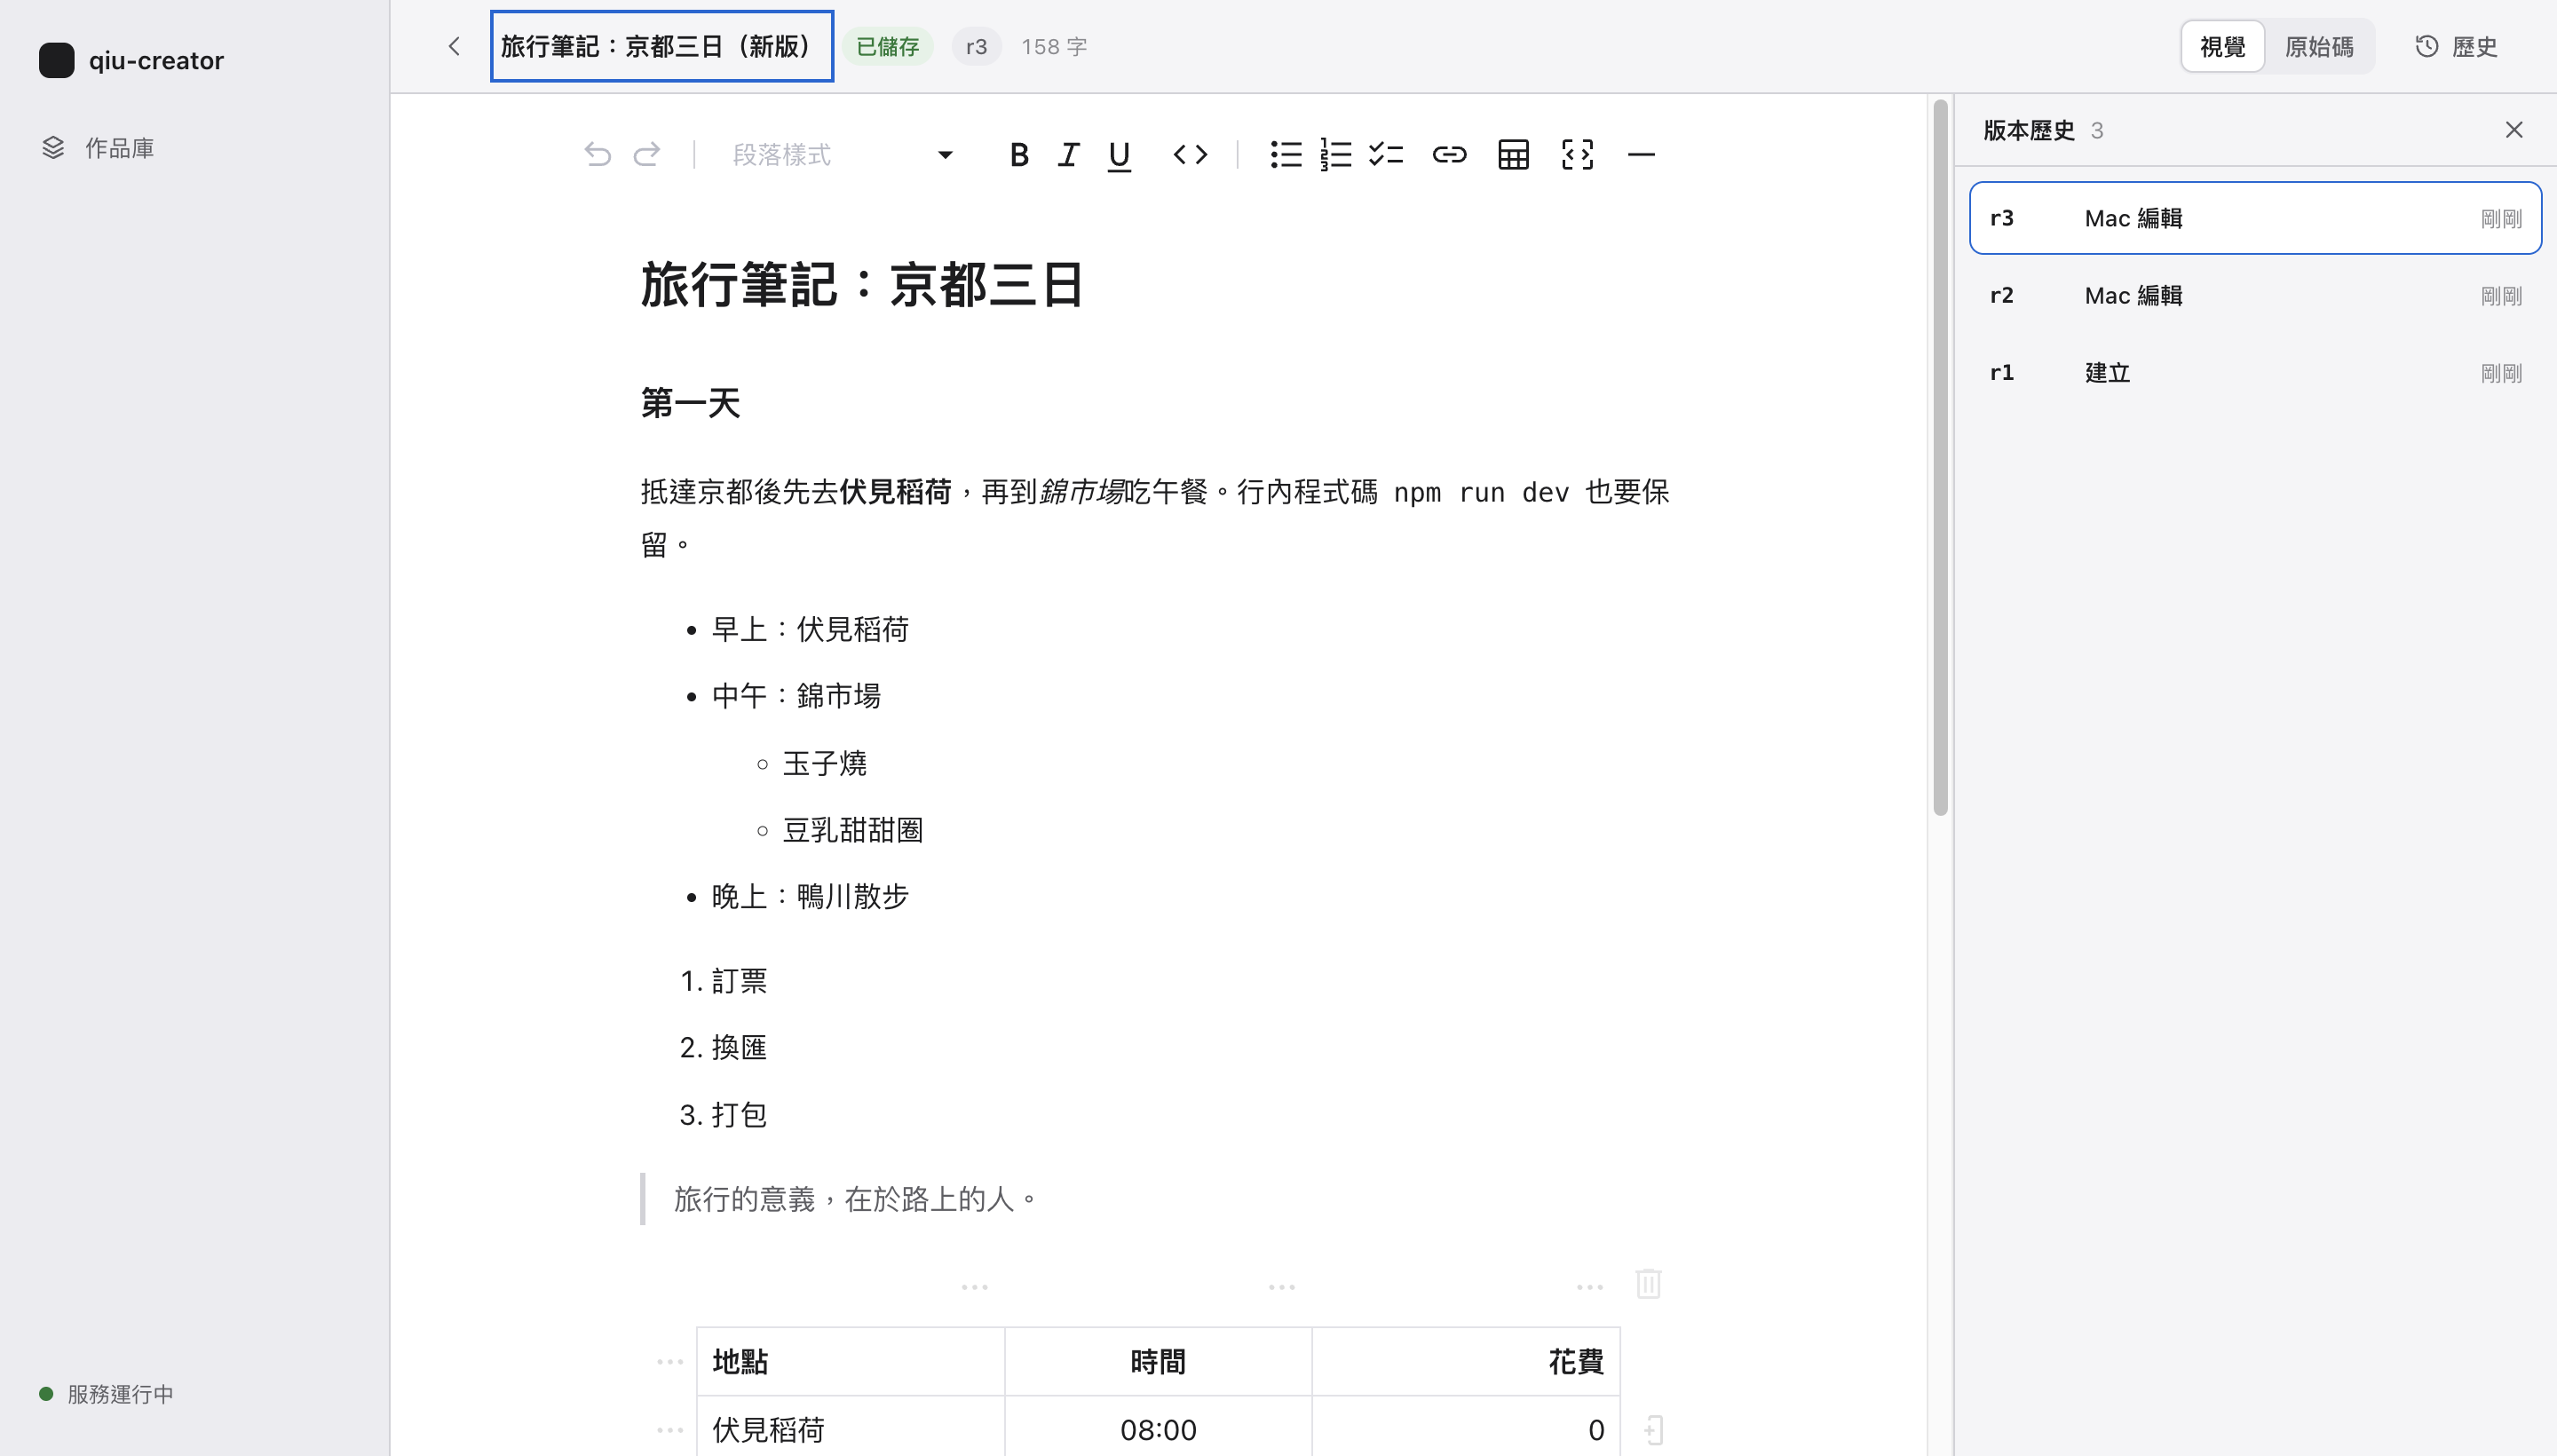 qiu-creator
作品庫
服務運行中
旅行筆記：京都三日（新版）
已儲存
r3
158 字
視覺
原始碼
歷史
段落樣式
旅行筆記：京都三日
第一天
抵達京都後先去伏見稻荷，再到錦市場吃午餐。行內程式碼 npm run dev 也要保
留。
• 早上：伏見稻荷
• 中午：錦市場
◦ 玉子燒
◦ 豆乳甜甜圈
• 晚上：鴨川散步
1. 訂票
2. 換匯
3. 打包
旅行的意義，在於路上的人。
地點 時間 花費
伏見稻荷 08:00 0
版本歷史 3
r3 Mac 編輯 剛剛
r2 Mac 編輯 剛剛
r1 建立 剛剛